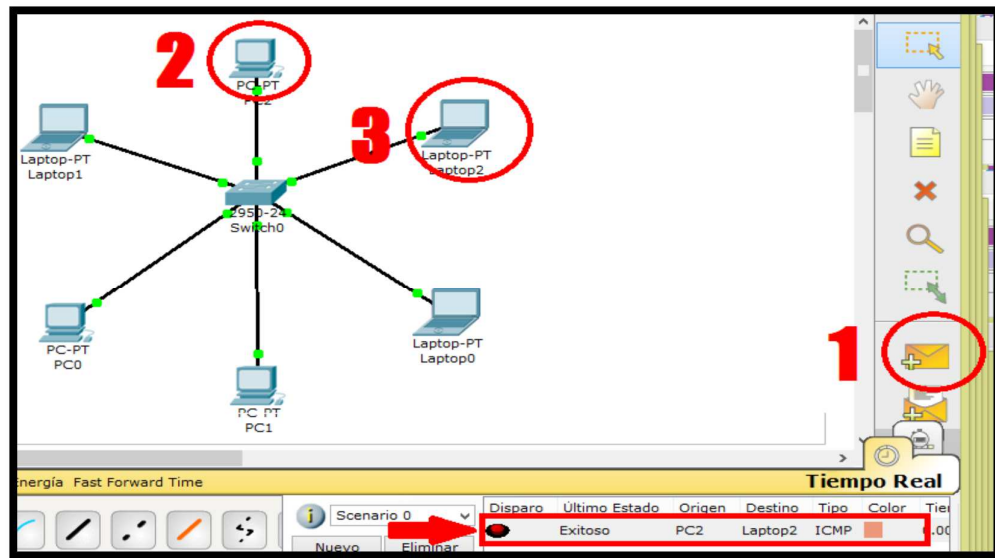 2
PC-PT
PC2
3
Laptop-PT
Laptop1
Laptop-PT
Laptop2
2950-24
Switch0
1
PC-PT
PC0
Laptop-PT
Laptop0
PC-PT
PC1
Energía Fast Forward Time
Tiempo Real
Scenario 0
Nuevo Eliminar
Disparo Último Estado Origen Destino Tipo Color
Exitoso PC2 Laptop2 ICMP